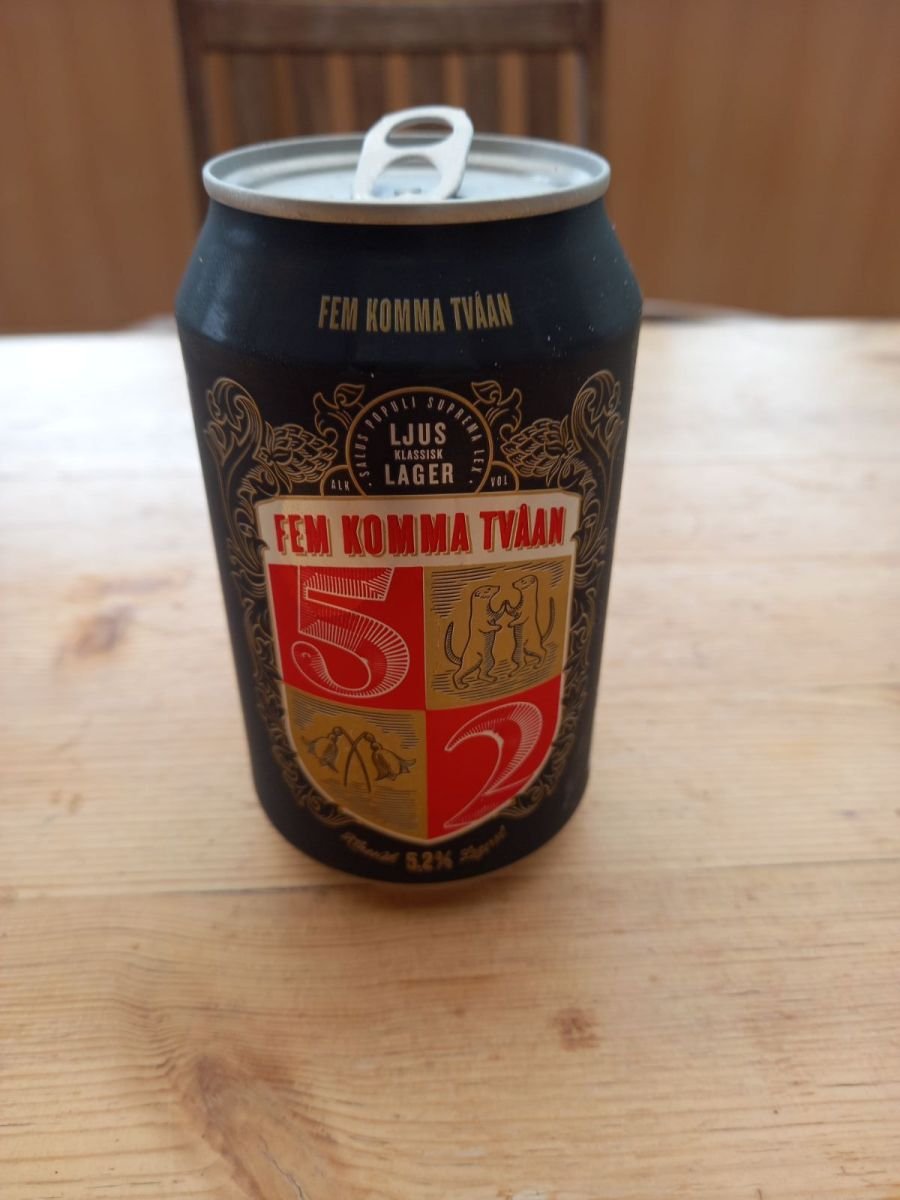 FEM KOMMA TVÅAN
SALUS POPULI SUPREMA LEX
LJUS
KLASSISK
LAGER
ALK
VOL
FEM KOMMA TVÅAN
5
2
5,2%